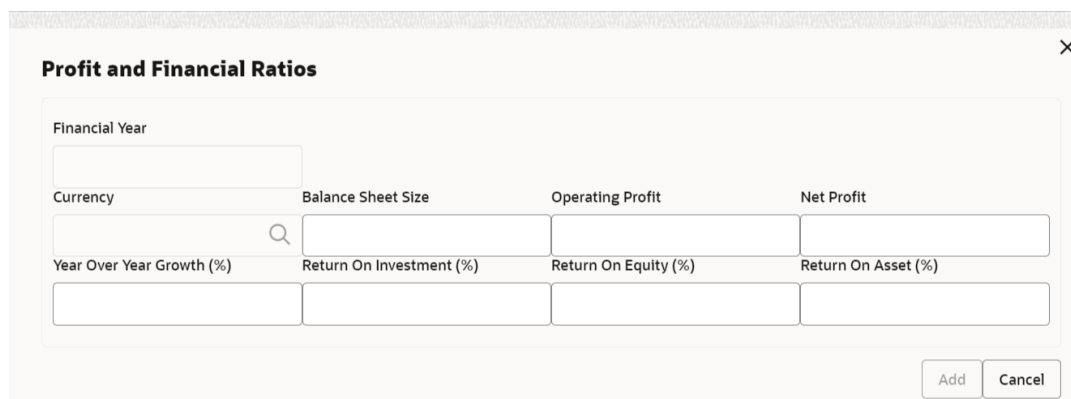 Profit and Financial Ratios
Financial Year
Currency Balance Sheet Size Operating Profit Net Profit
Year Over Year Growth (%) Return On Investment (%) Return On Equity (%) Return On Asset (%)
Add Cancel